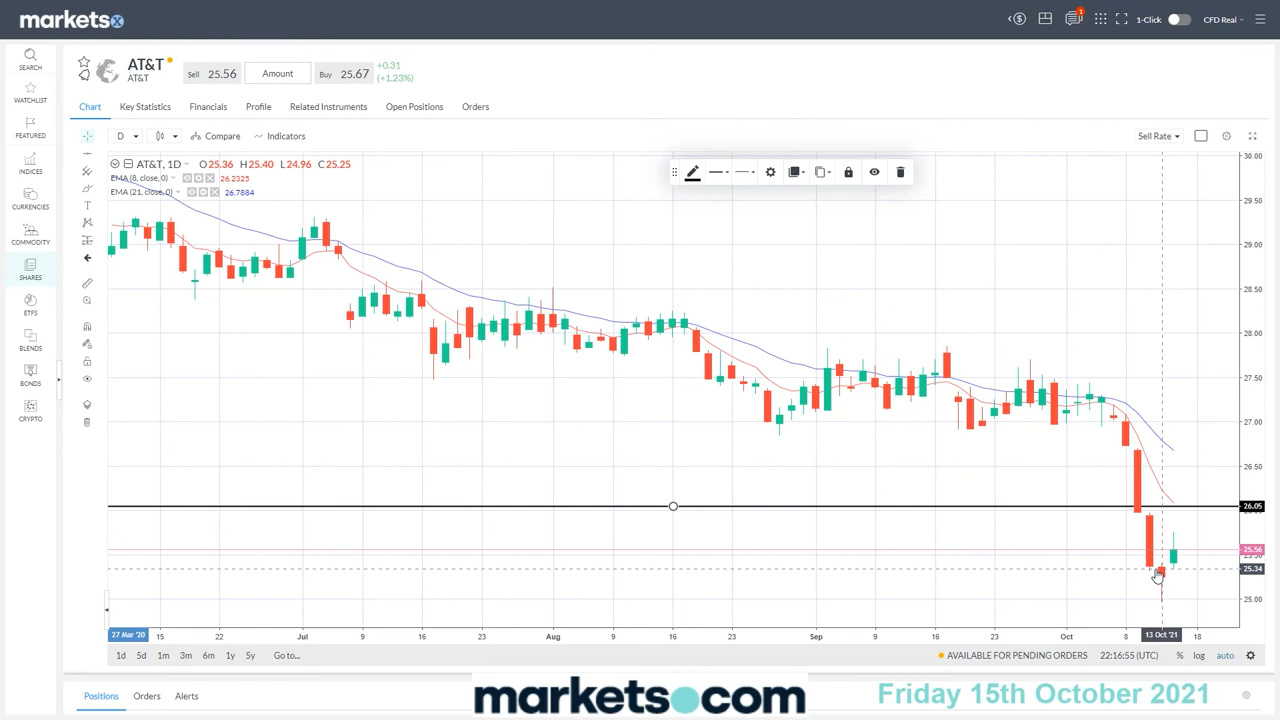 marketsx
1
1-Click
CFD Real
SEARCH
WATCHLIST
FEATURED
INDICES
CURRENCIES
COMMODITY
SHARES
ETFS
BLENDS
BONDS
CRYPTO
AT&T
AT&T
Sell 25.56
Amount
Buy 25.67
+0.31
(+1.23%)
Chart Key Statistics Financials Profile Related Instruments Open Positions Orders
D Compare Indicators
Sell Rate
AT&T, 1D O25.36 H25.40 L24.96 C25.25
EMA (8, close, 0) 26.2325
EMA (21, close, 0) 26.7884
30.00
29.50
29.00
28.50
28.00
27.50
27.00
26.50
26.05
25.56
25.34
25.00
27 Mar '20 15 22 Jul 9 16 23 Aug 9 16 23 Sep 9 16 23 Oct 8 13 Oct '21 18
1d 5d 1m 3m 6m 1y 5y Go to...
AVAILABLE FOR PENDING ORDERS 22:16:55 (UTC) % log auto
Positions Orders Alerts
markets.com
Friday 15th October 2021